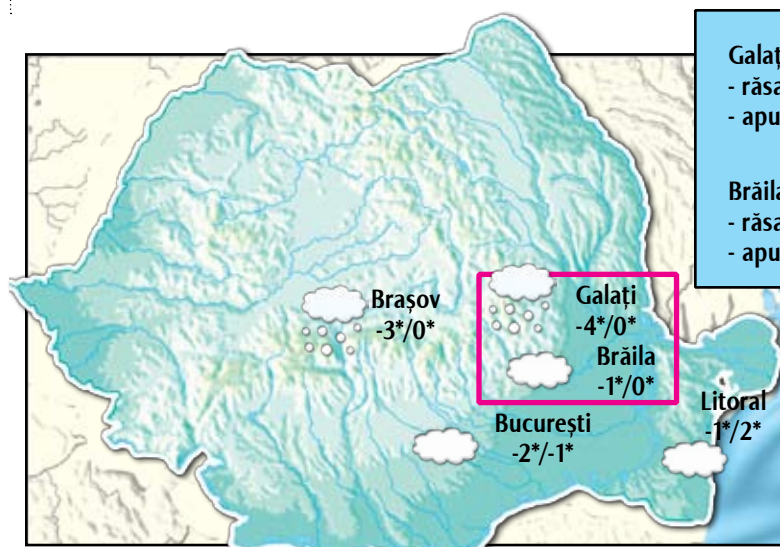 Brașov
-3*/0*
Galați
-4*/0*
Brăila
-1*/0*
București
-2*/-1*
Litoral
-1*/2*